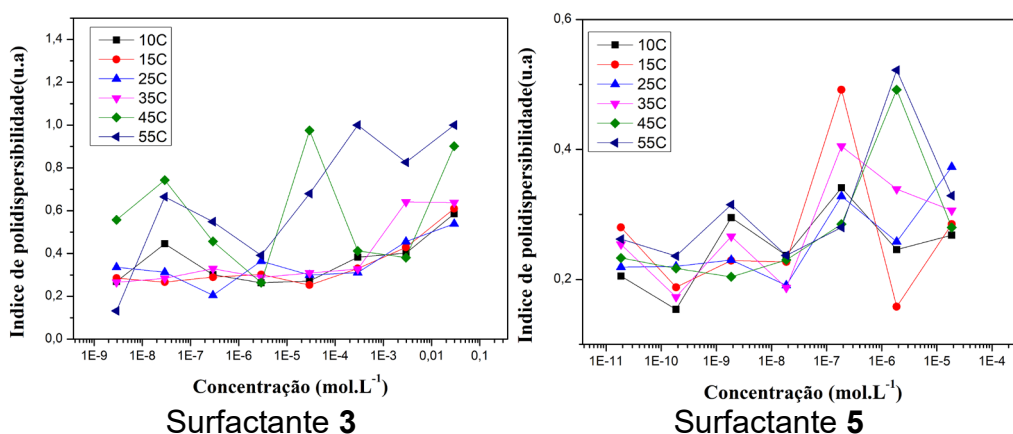 Indice de polidispersibilidade(u.a)
1,4
1,2
1,0
0,8
0,6
0,4
0,2
0,0
10C
15C
25C
35C
45C
55C
1E-9 1E-8 1E-7 1E-6 1E-5 1E-4 1E-3 0,01 0,1
Concentração (mol.L⁻¹)
Surfactante 3
Indice de polidispersibilidade(u.a)
0,6
0,4
0,2
10C
15C
25C
35C
45C
55C
1E-11 1E-10 1E-9 1E-8 1E-7 1E-6 1E-5 1E-4
Concentração (mol.L⁻¹)
Surfactante 5